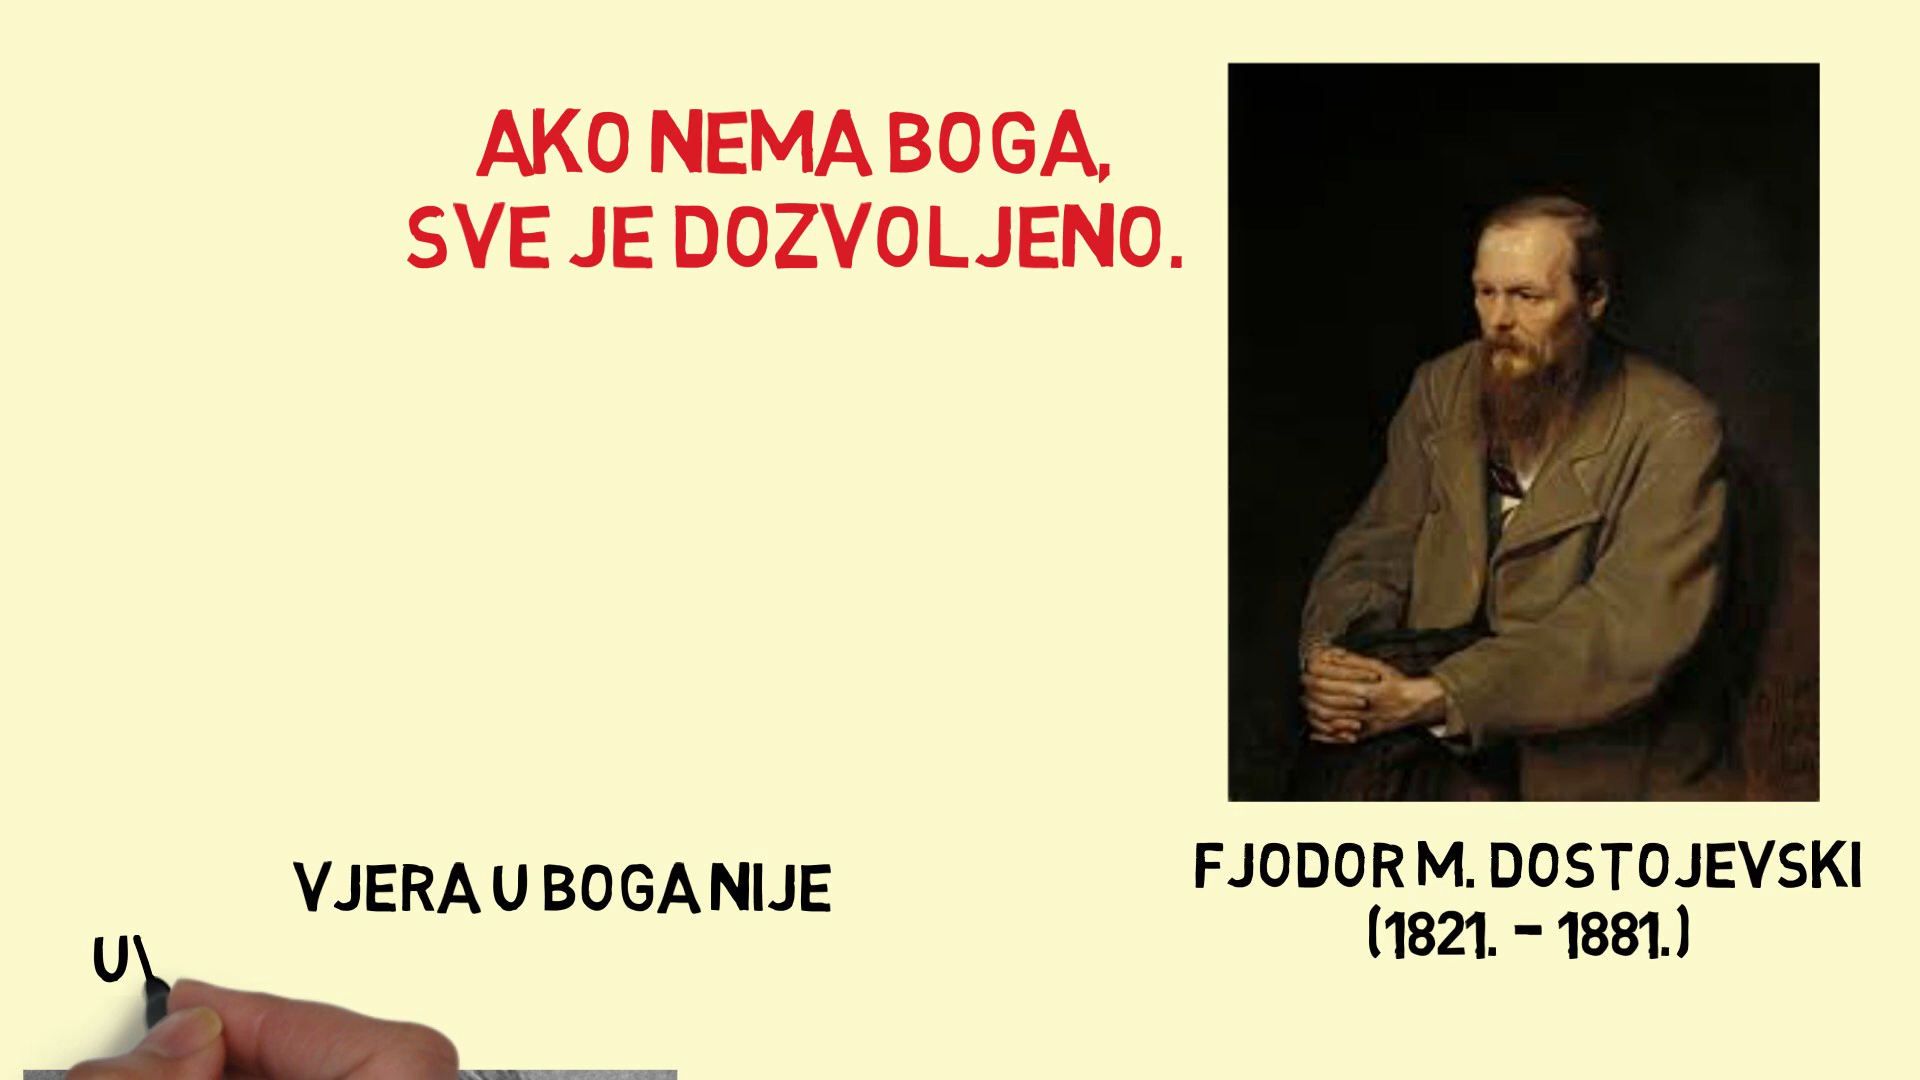 AKO NEMA BOGA,
SVE JE DOZVOLJENO.
VJERA U BOGA NIJE
FJODOR M. DOSTOJEVSKI
(1821. - 1881.)